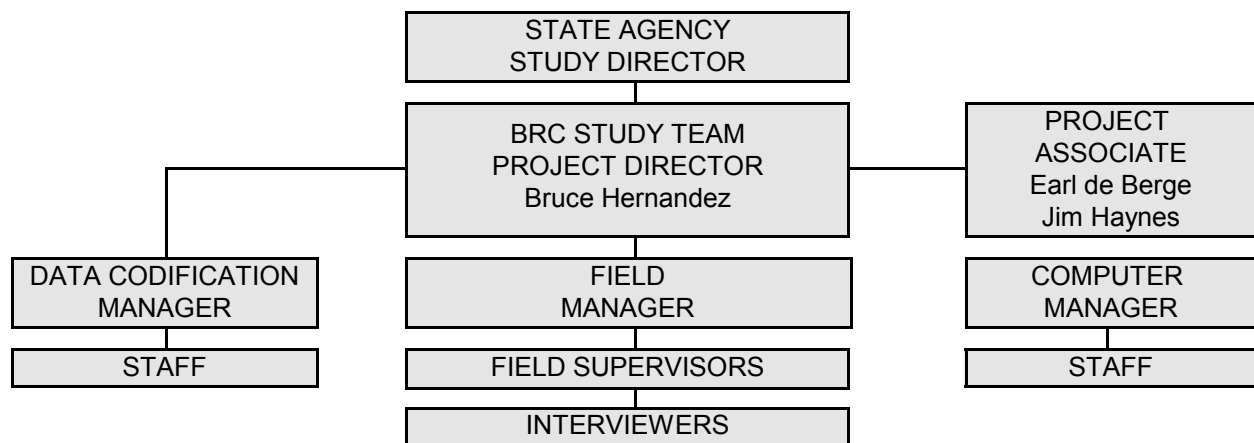 STATE AGENCY
STUDY DIRECTOR
BRC STUDY TEAM
PROJECT DIRECTOR
Bruce Hernandez
PROJECT
ASSOCIATE
Earl de Berge
Jim Haynes
DATA CODIFICATION
MANAGER
FIELD
MANAGER
COMPUTER
MANAGER
STAFF
FIELD SUPERVISORS
STAFF
INTERVIEWERS